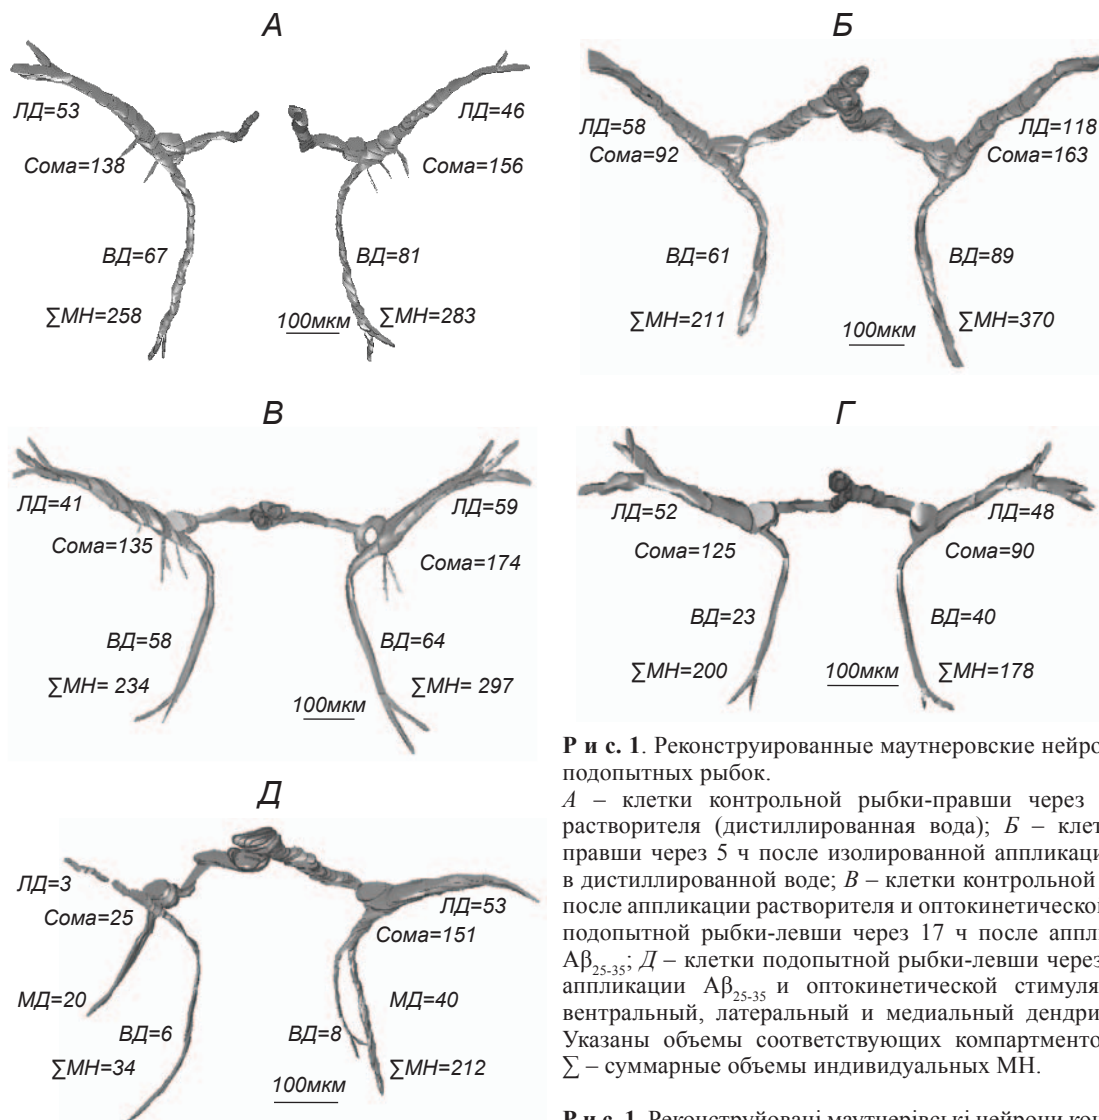 А
ЛД=53
ЛД=46
Сома=138
Сома=156
ВД=67
ВД=81
∑МН=258
100мкм
∑МН=283
Б
ЛД=58
ЛД=118
Сома=92
Сома=163
ВД=61
ВД=89
∑МН=211
100мкм
∑МН=370
В
ЛД=41
ЛД=59
Сома=135
Сома=174
ВД=58
ВД=64
∑МН= 234
100мкм
∑МН= 297
Г
ЛД=52
ЛД=48
Сома=125
Сома=90
ВД=23
ВД=40
∑МН=200
100мкм
∑МН=178
Д
ЛД=3
ЛД=53
Сома=25
Сома=151
МД=20
МД=40
ВД=6
ВД=8
∑МН=34
100мкм
∑МН=212
Р и с. 1. Реконструированные маутнеровские нейро
подопытных рыбок.
А – клетки контрольной рыбки-правши через
растворителя (дистиллированная вода); Б – клет
правши через 5 ч после изолированной аппликаци
в дистиллированной воде; В – клетки контрольной
после аппликации растворителя и оптокинетическо
подопытной рыбки-левши через 17 ч после аппл
Aβ25-35; Д – клетки подопытной рыбки-левши через
аппликации Aβ25-35 и оптокинетической стимуля
вентральный, латеральный и медиальный дендри
Указаны объемы соответствующих компартменто
∑ – суммарные объемы индивидуальных МН.
Р и с. 1. Реконструйовані маутнерівські нейрони кон